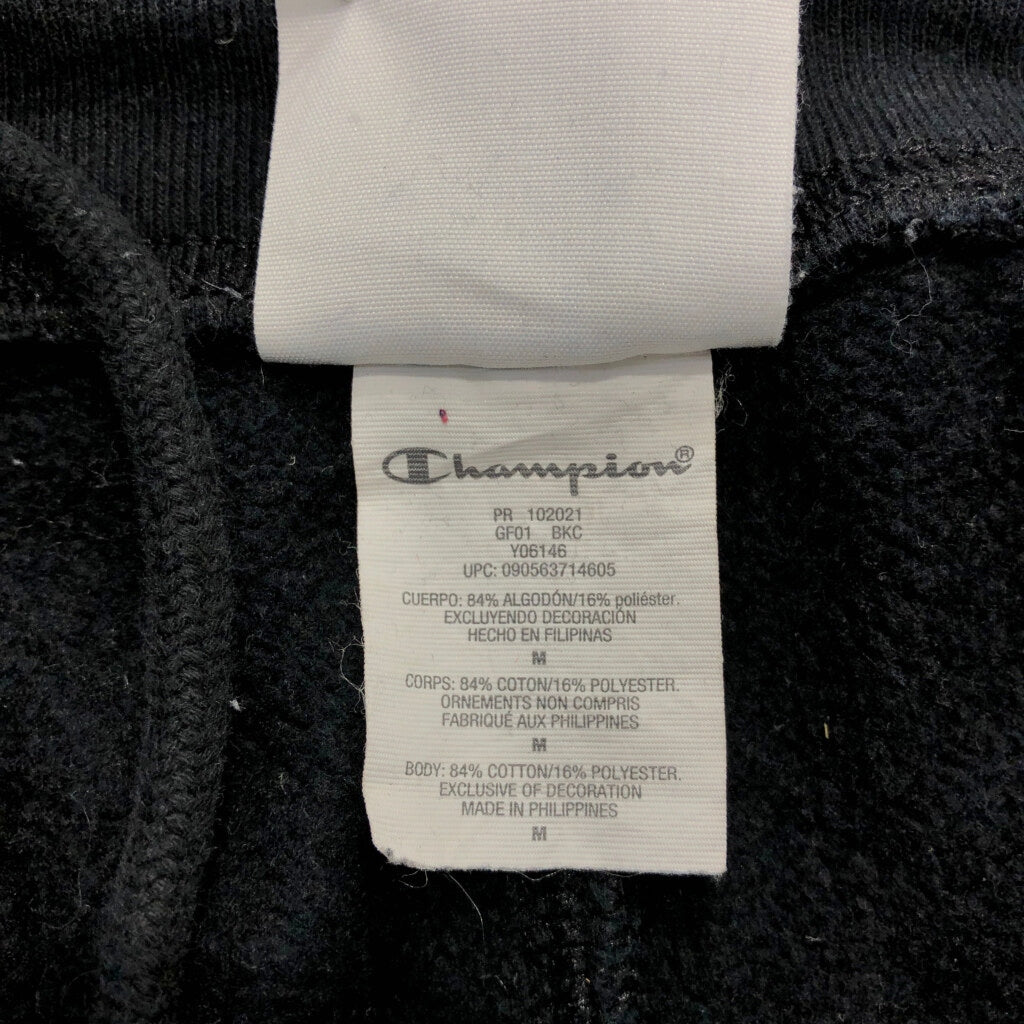 Champion®
PR 102021
GF01 BKC
Y06146
UPC: 090563714605
CUERPO: 84% ALGODÓN/16% poliéster.
EXCLUYENDO DECORACIÓN
HECHO EN FILIPINAS
M
CORPS: 84% COTON/16% POLYESTER.
ORNEMENTS NON COMPRIS
FABRIQUÉ AUX PHILIPPINES
M
BODY: 84% COTTON/16% POLYESTER.
EXCLUSIVE OF DECORATION
MADE IN PHILIPPINES
M